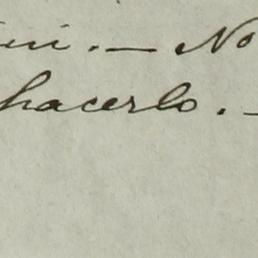 . — No
hacerlo. —